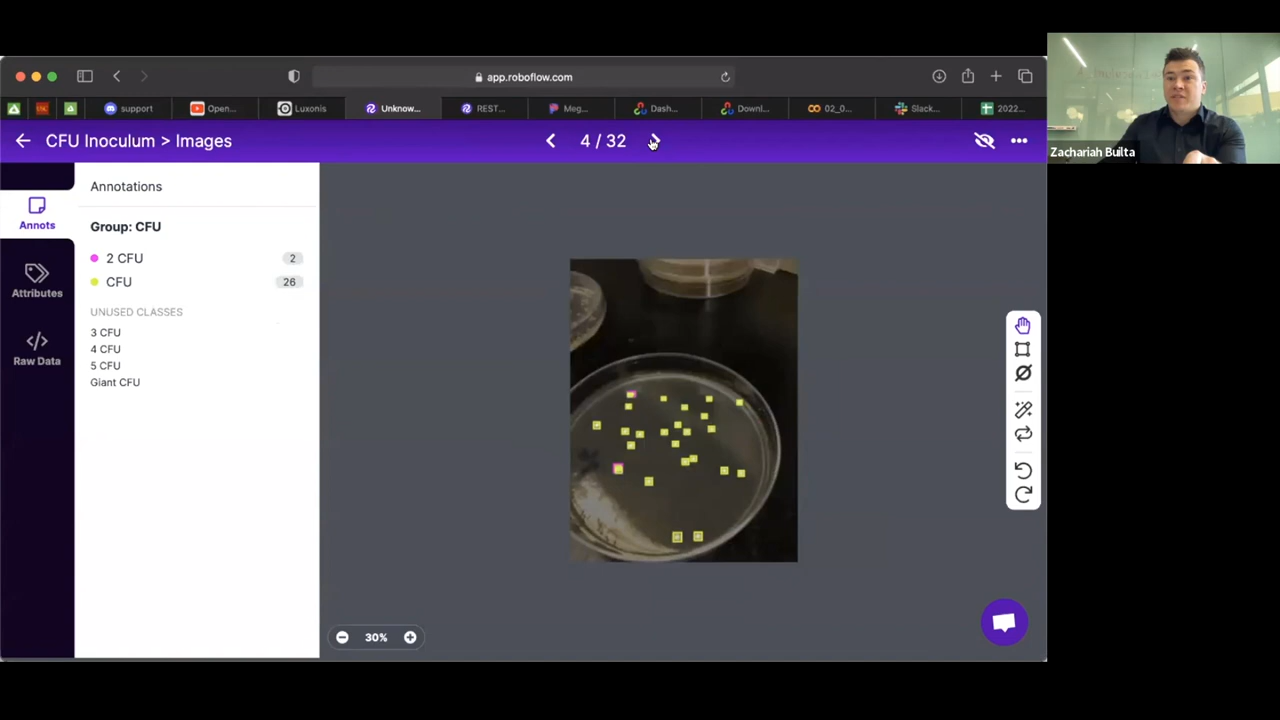 app.roboflow.com
support
Open...
Luxonis
Unknow...
REST...
Meg...
Dash...
Downl...
02_0...
Slack...
2022...
CFU Inoculum > Images
4 / 32
Zachariah Builta
Annots
Attributes
Raw Data
Annotations
Group: CFU
2 CFU 2
CFU 26
UNUSED CLASSES
3 CFU
4 CFU
5 CFU
Giant CFU
30%